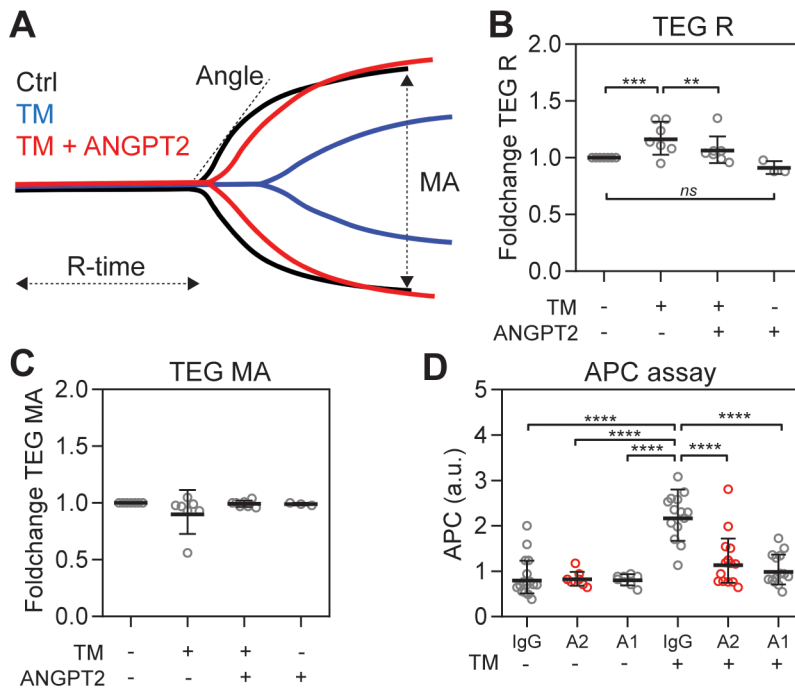 A
Ctrl
TM
TM + ANGPT2
Angle
MA
R-time
B
TEG R
Foldchange TEG R
2.0
1.5
1.0
0.5
0.0
*** **
ns
TM - + + -
ANGPT2 - - + +
C
TEG MA
Foldchange TEG MA
2.0
1.5
1.0
0.5
0.0
TM - + + -
ANGPT2 - - + +
D
APC assay
APC (a.u.)
5
4
3
2
1
0
**** ****
****
**** ****
IgG A2 A1 IgG A2 A1
TM - - - + + +